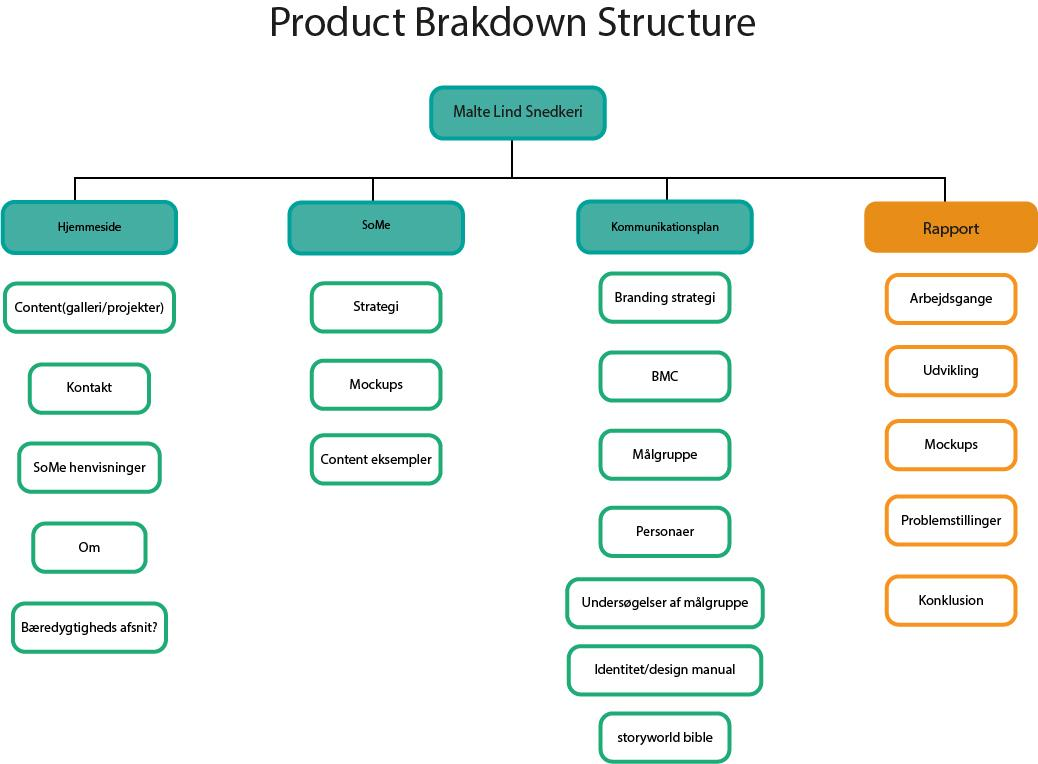 Product Brakdown Structure
Malte Lind Snedkeri
Hjemmeside
Content(galleri/projekter)
Kontakt
SoMe henvisninger
Om
Bæredygtigheds afsnit?
SoMe
Strategi
Mockups
Content eksempler
Kommunikationsplan
Branding strategi
BMC
Målgruppe
Personaer
Undersøgelser af målgruppe
Identitet/design manual
storyworld bible
Rapport
Arbejdsgange
Udvikling
Mockups
Problemstillinger
Konklusion